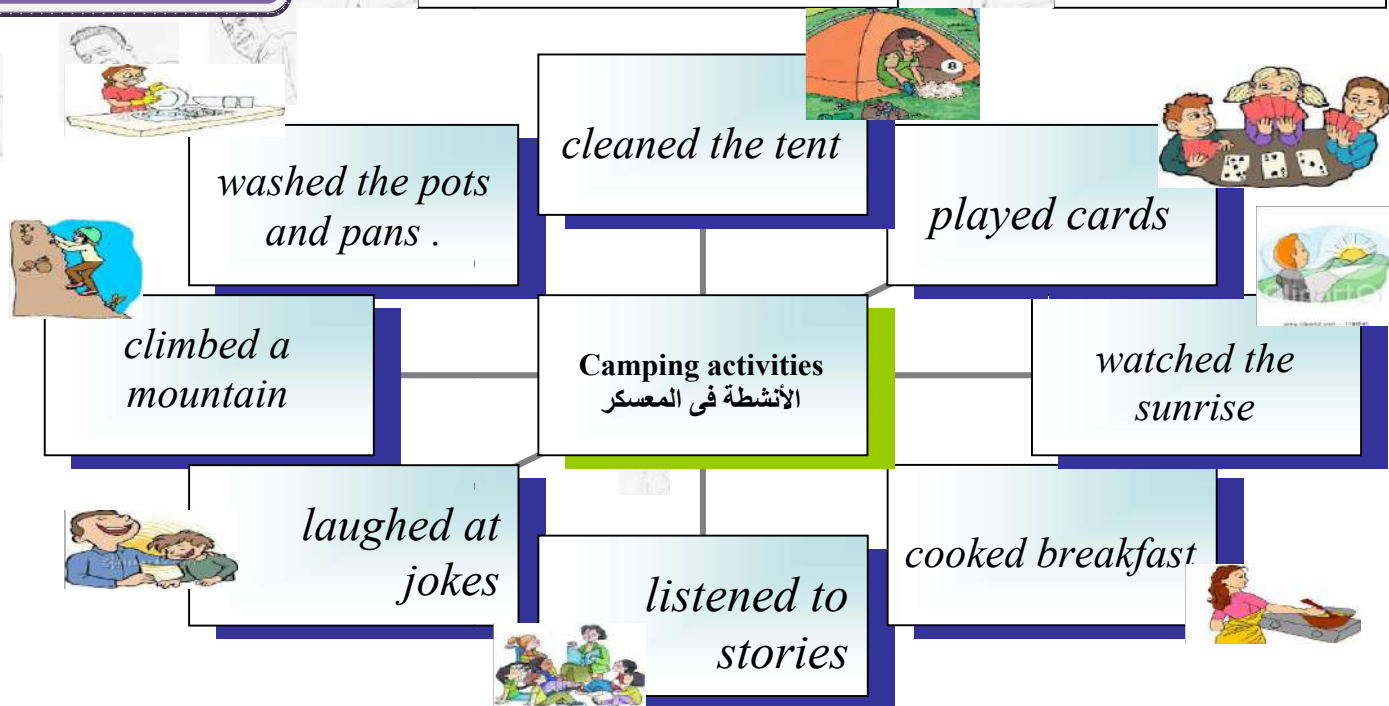 cleaned the tent
washed the pots
and pans .
played cards
climbed a
mountain
Camping activities
الأنشطة فى المعسكر
watched the
sunrise
laughed at
jokes
listened to
stories
cooked breakfast